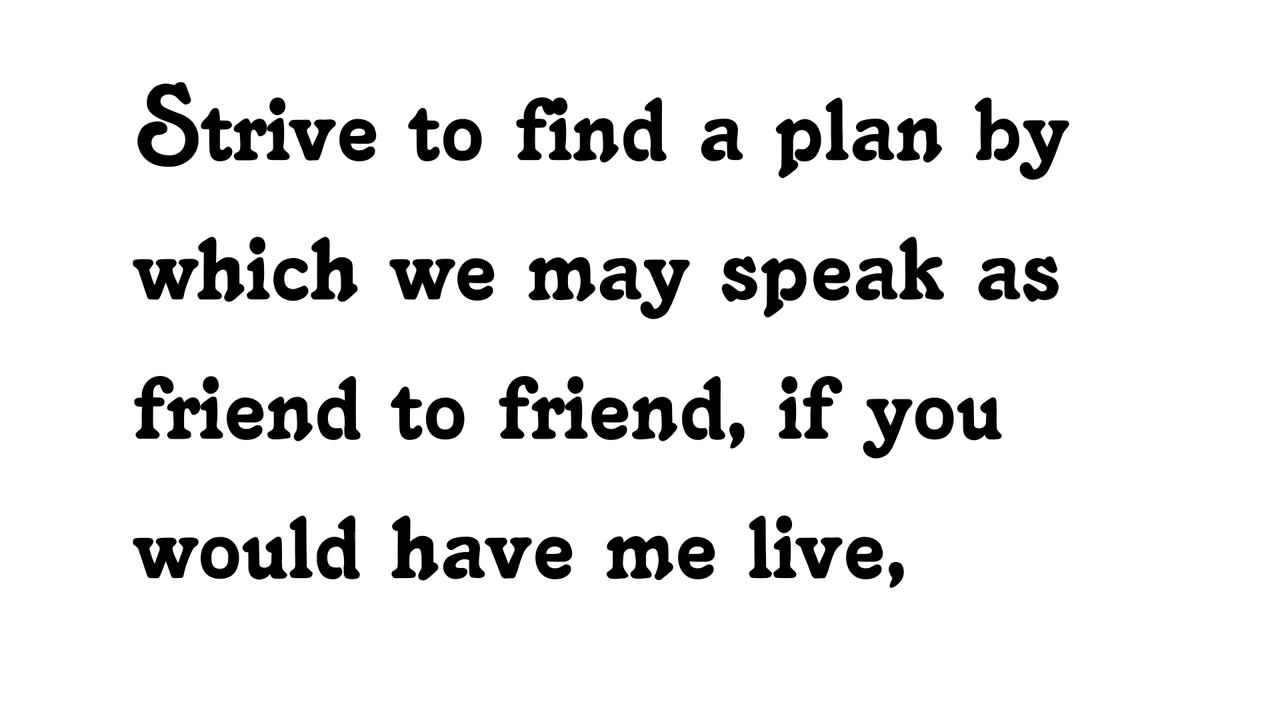 Strive to find a plan by
which we may speak as
friend to friend, if you
would have me live,